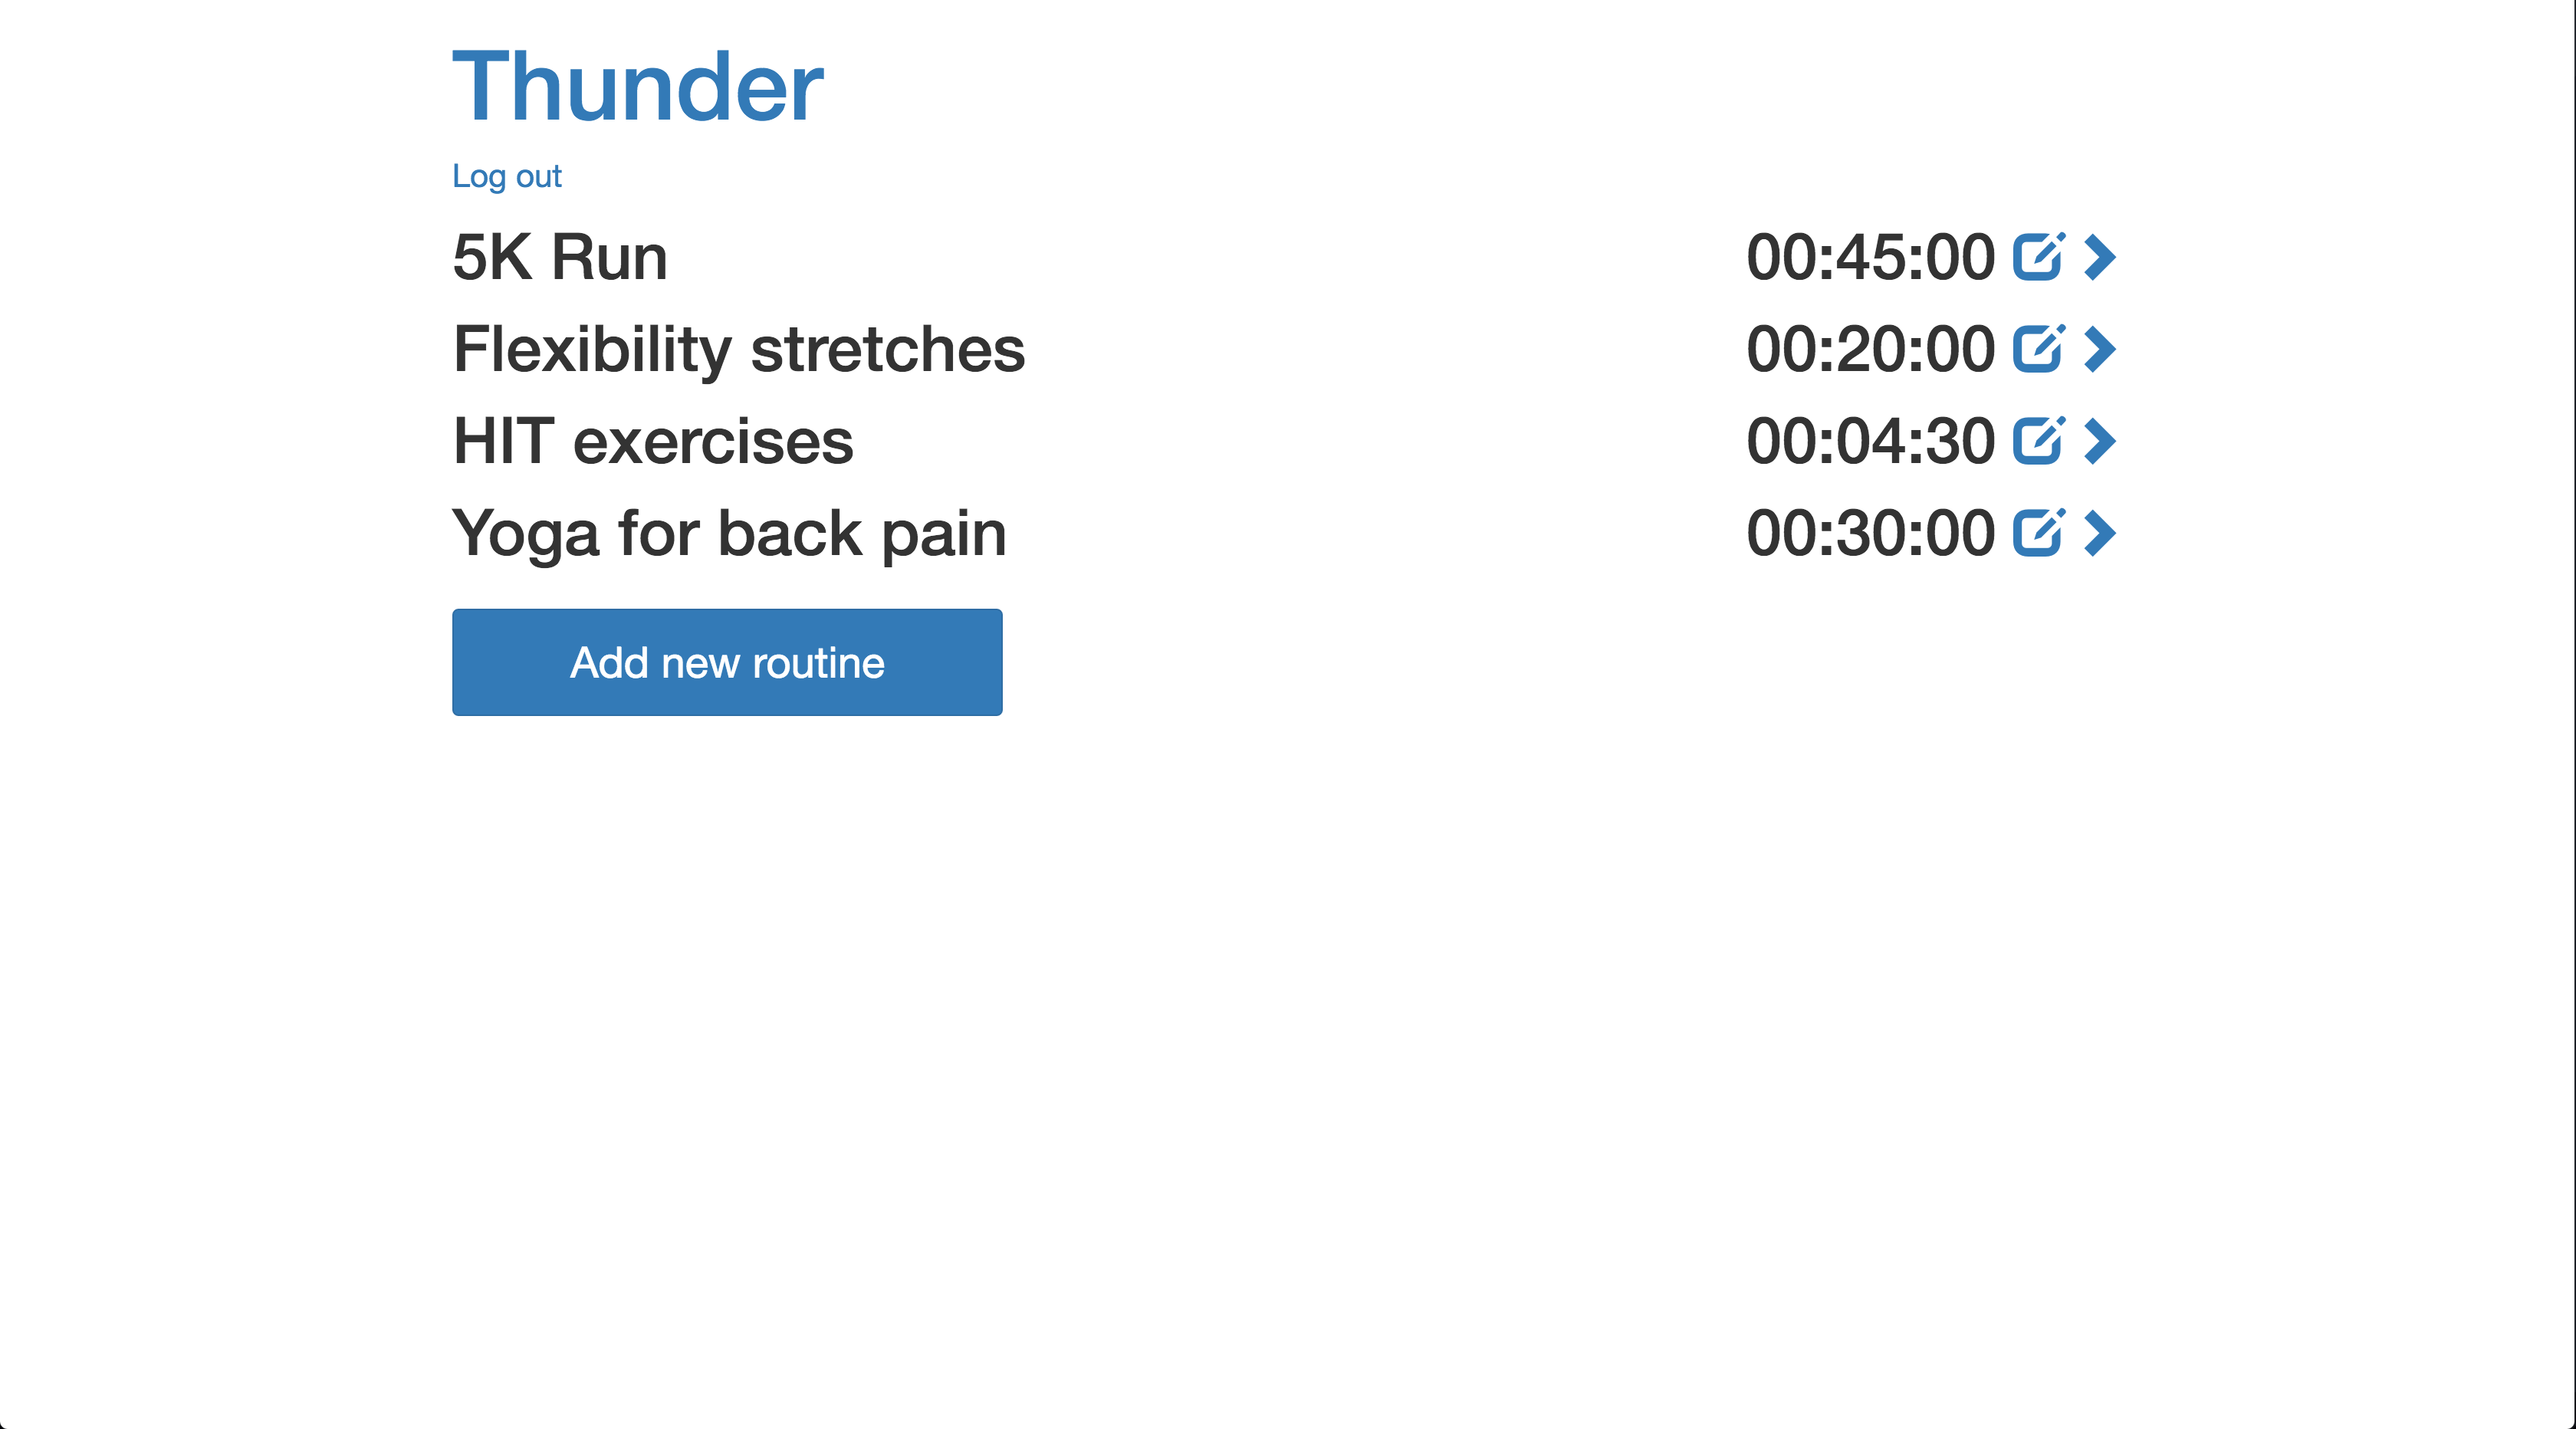 Thunder
Log out
5K Run 00:45:00
Flexibility stretches 00:20:00
HIT exercises 00:04:30
Yoga for back pain 00:30:00
Add new routine